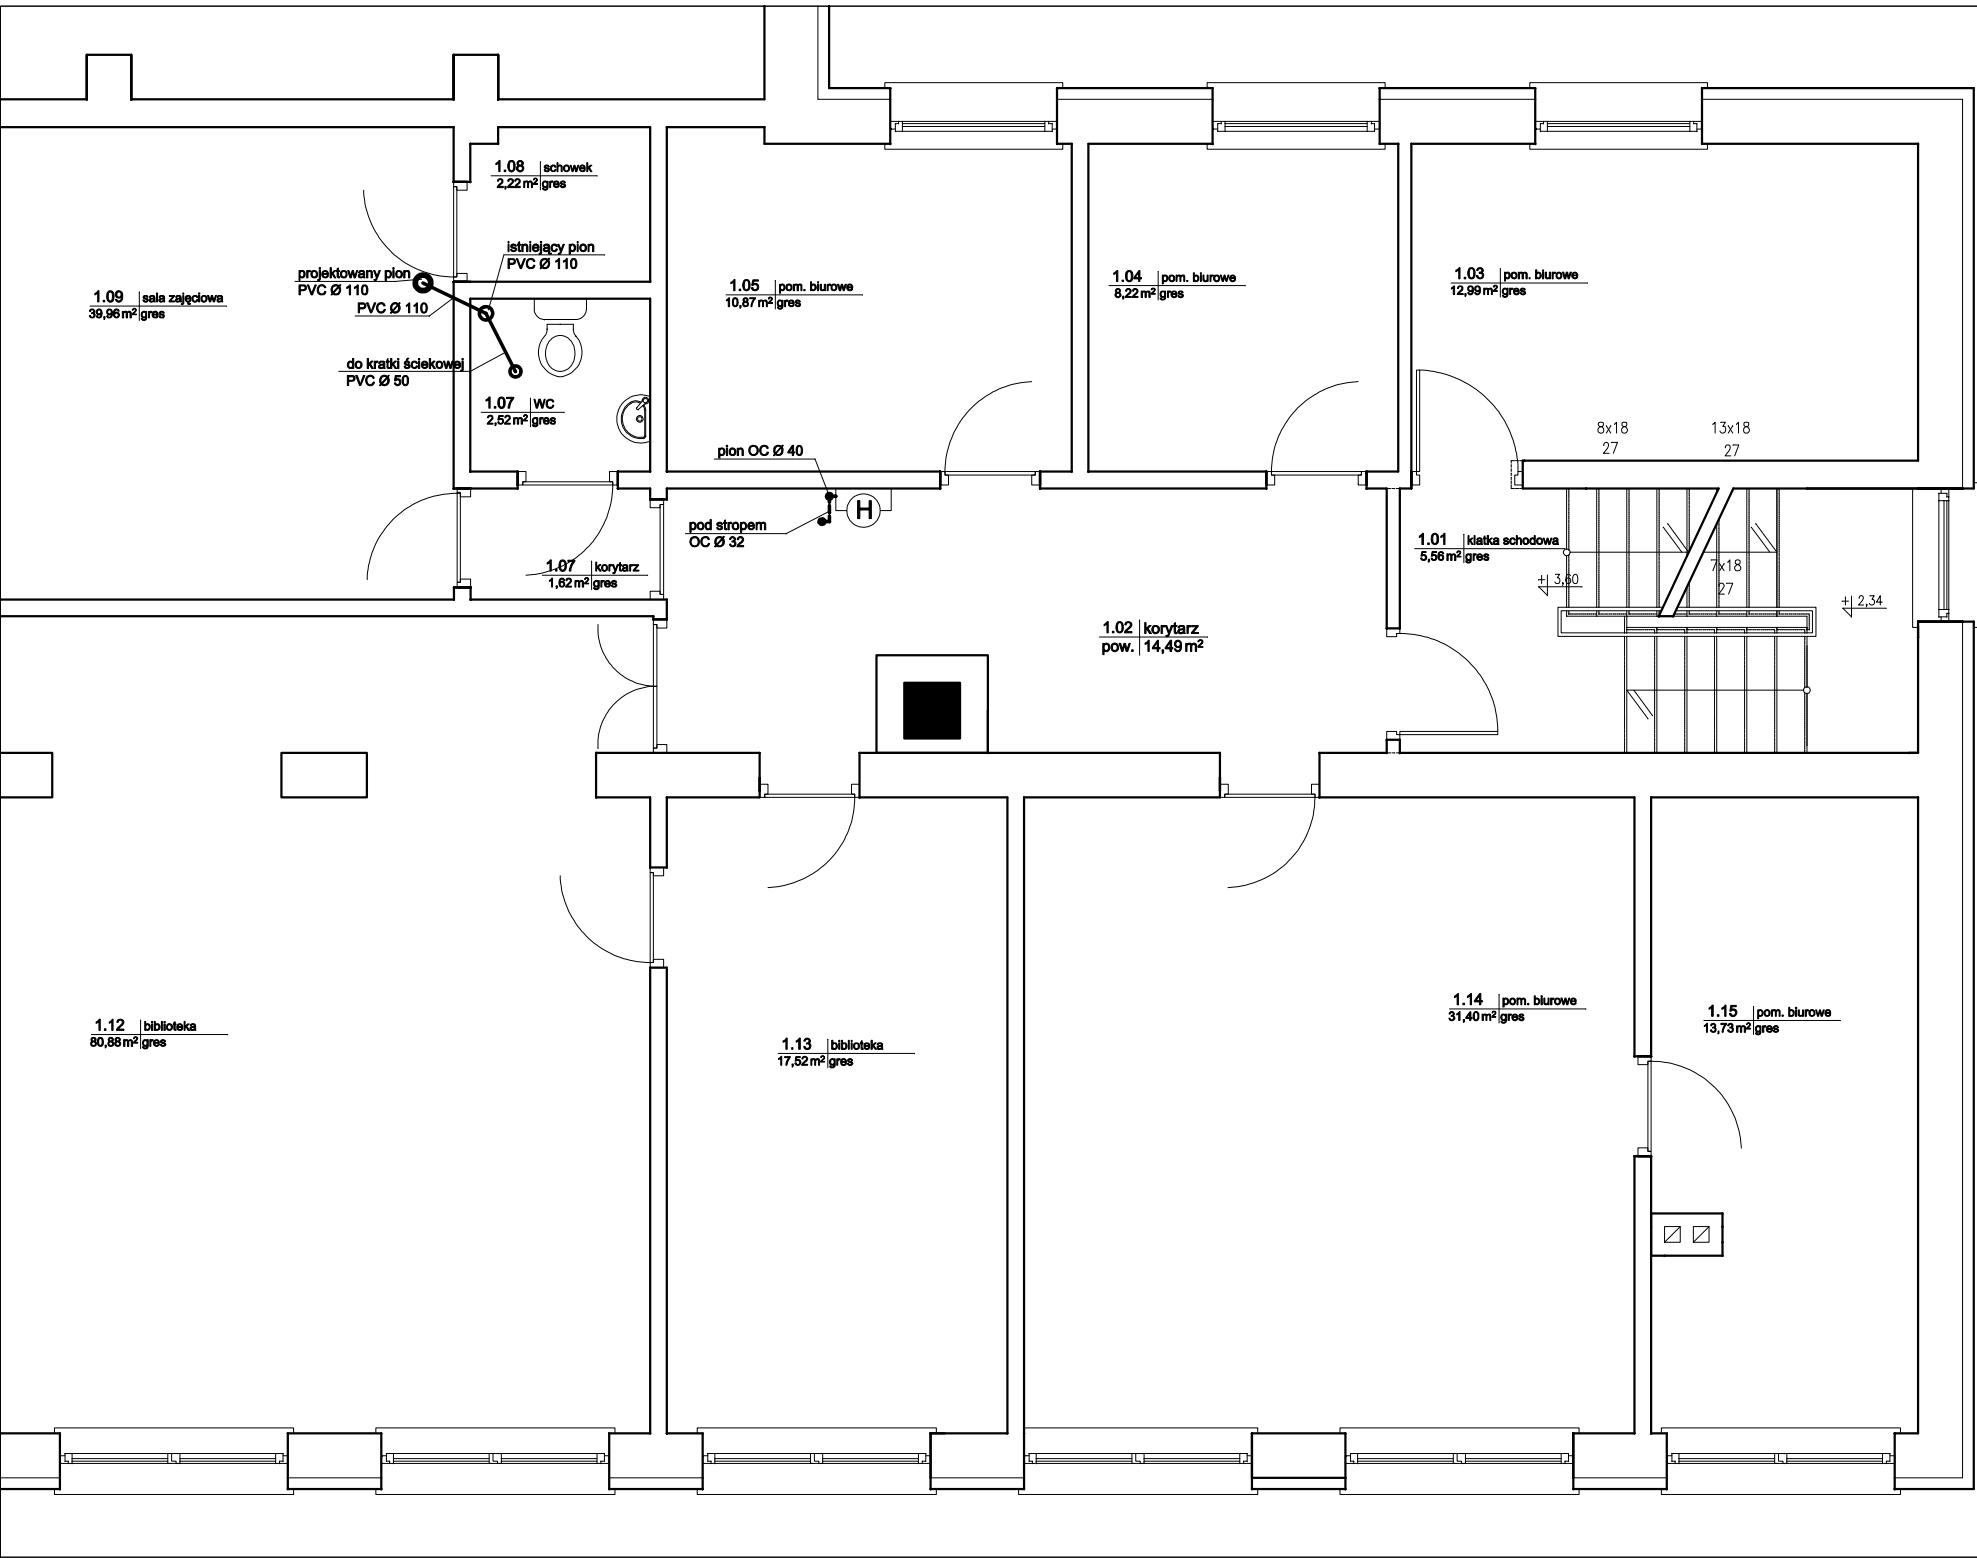 1.08 schowek
2,22 m² gres
istniejący pion
PVC Ø 110
projektowany pion
PVC Ø 110
PVC Ø 110
1.09 sala zajęciowa
39,96 m² gres
do kratki ściekowej
PVC Ø 50
1.07 WC
2,52 m² gres
1.05 pom. biurowe
10,87 m² gres
1.04 pom. biurowe
8,22 m² gres
1.03 pom. biurowe
12,99 m² gres
8x18
27
13x18
27
pion OC Ø 40
H
pod stropem
OC Ø 32
1.07 korytarz
1,62 m² gres
1.01 klatka schodowa
5,56 m² gres
+ 3,60
7x18
27
+ 2,34
1.02 korytarz
pow. 14,49 m²
1.12 biblioteka
80,88 m² gres
1.13 biblioteka
17,52 m² gres
1.14 pom. biurowe
31,40 m² gres
1.15 pom. biurowe
13,73 m² gres